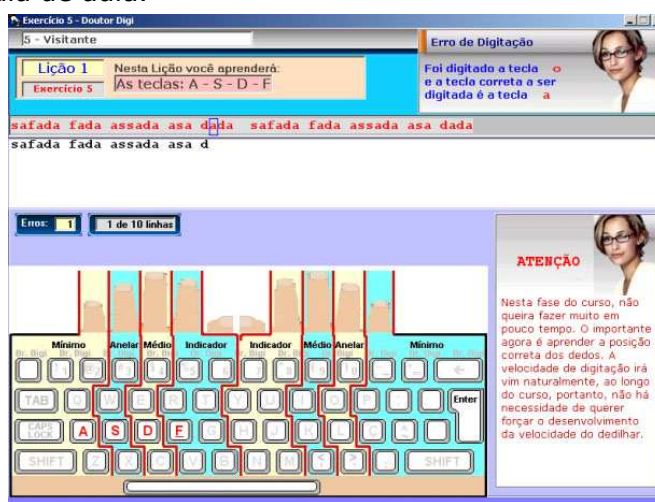 Exercício 5 - Doutor Digi
5 - Visitante
Lição 1
Exercício 5
Nesta Lição você aprenderá:
As teclas: A - S - D - F
Erro de Digitação
Foi digitado a tecla o
e a tecla correta a ser
digitada é a tecla a
safada fada assada asa dada safada fada assada asa dada
safada fada assada asa d
Erros: 1
1 de 10 linhas
ATENÇÃO
Nesta fase do curso, não
queira fazer muito em
pouco tempo. O importante
agora é aprender a posição
correta dos dedos. A
velocidade de digitação irá
vim naturalmente, ao longo
do curso, portanto, não há
necessidade de querer
forçar o desenvolvimento
da velocidade do dedilhar.
Mínimo Anelar Médio Indicador Indicador Médio Anelar Mínimo
TAB Q W E R T Y U I O P
Enter
CAPS LOCK A S D F G H J K L Ç
SHIFT Z X C V B N M SHIFT